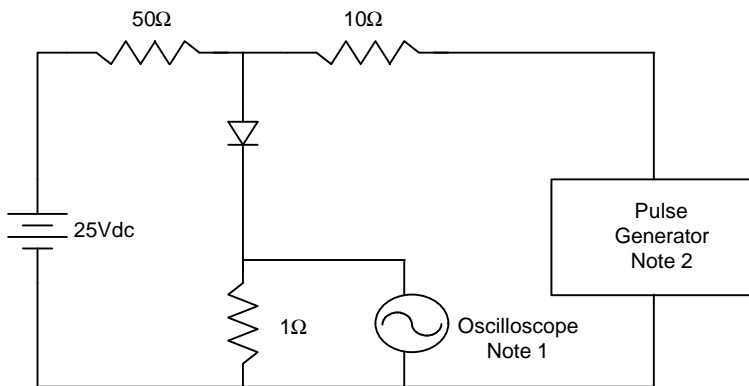 50Ω
10Ω
25Vdc
Pulse
Generator
Note 2
1Ω
Oscilloscope
Note 1